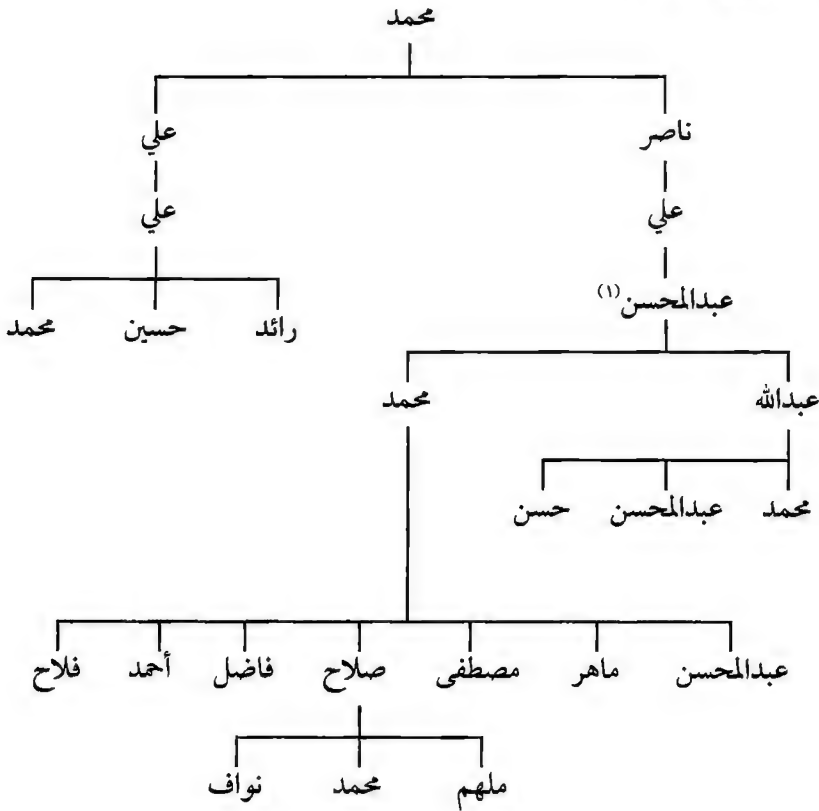 محمد
ناصر علي
علي علي
عبدالمحسن (١)
رائد حسين محمد
عبدالله محمد
محمد عبدالمحسن حسن
عبدالمحسن ماهر مصطفى صلاح فاضل أحمد فلاح
ملهم محمد نواف